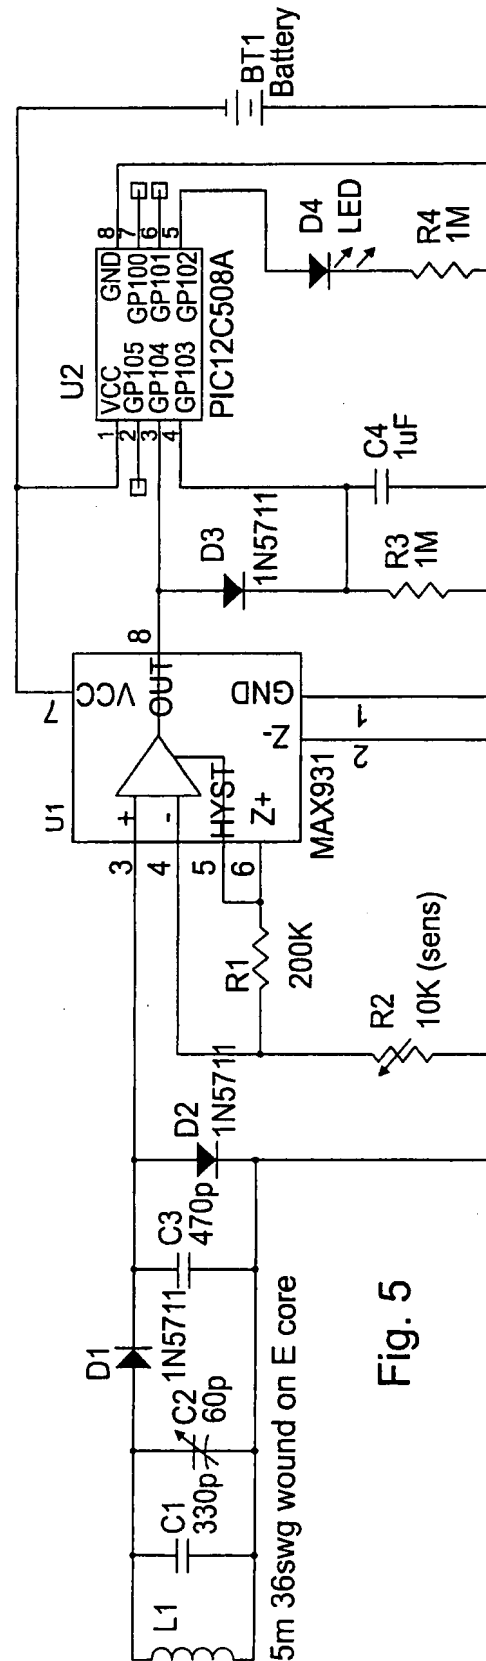 L1
C1
330p
C2
60p
D1
1N5711
C3
470p
D2
1N5711
5m 36swg wound on E core
R1
200K
R2
10K (sens)
U1
3
+
4
-
5
HYST
6
Z+
7
VCC
8
OUT
GND
1
Z-
2
MAX931
D3
1N5711
R3
1M
C4
1uF
U2
1
VCC
2
GP105
3
GP104
4
GP103
GND
8
GP100
7
GP101
6
GP102
5
PIC12C508A
D4
LED
R4
1M
BT1
Battery
Fig. 5